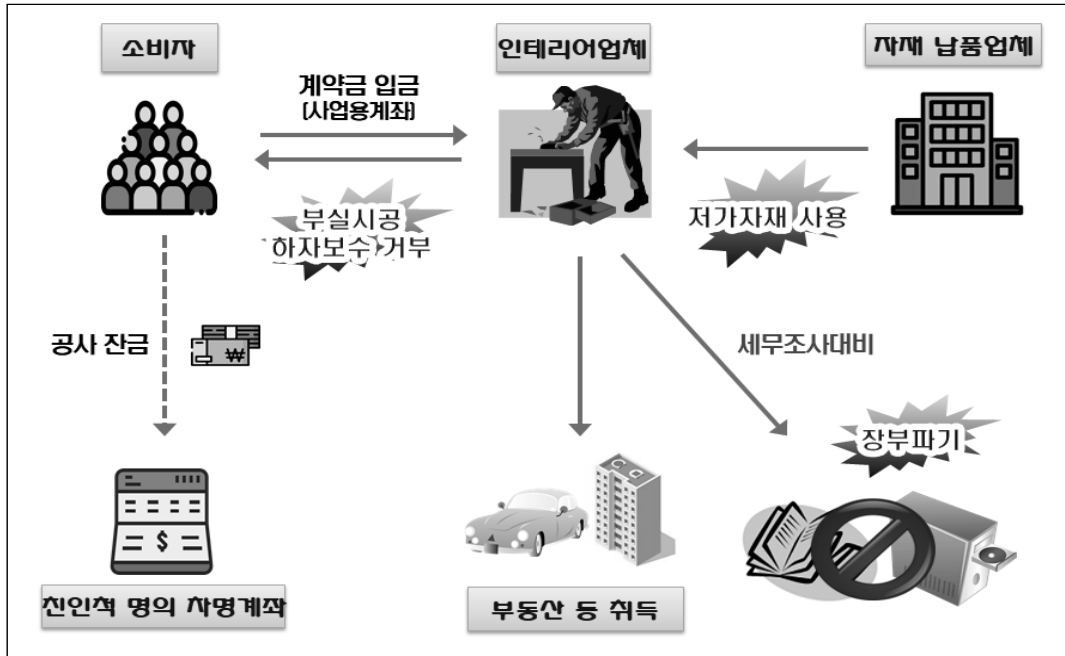 소비자
인테리어업체
자재 납품업체
계약금 입금
(사업용계좌)
부실시공
하자보수 거부
저가자재 사용
공사 잔금
₩
세무조사대비
장부파기
$
친인척 명의 차명계좌
부동산 등 취득